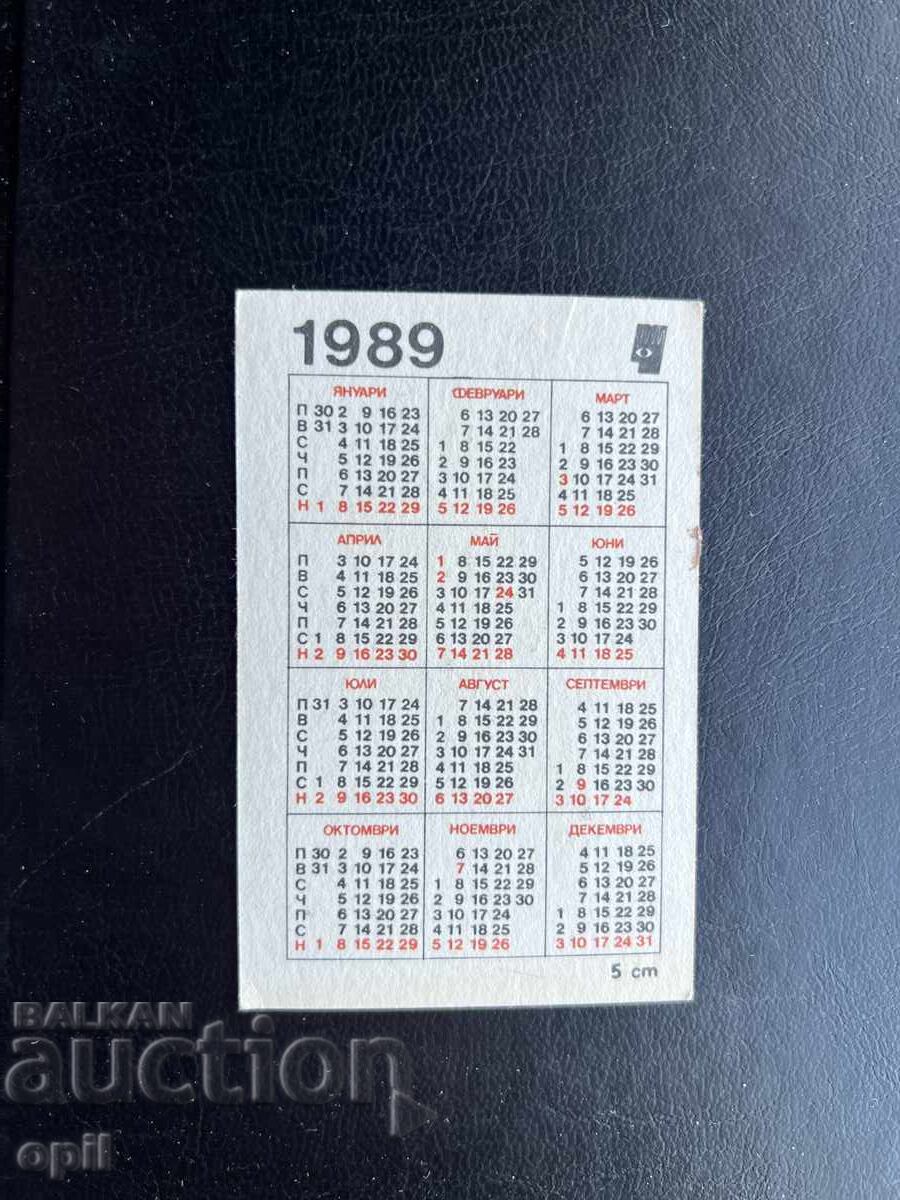 1989
ЯНУАРИ ФЕВРУАРИ МАРТ
П 30 2 9 16 23 6 13 20 27 6 13 20 27
В 31 3 10 17 24 7 14 21 28 7 14 21 28
С 4 11 18 25 1 8 15 22 1 8 15 22 29
Ч 5 12 19 26 2 9 16 23 2 9 16 23 30
П 6 13 20 27 3 10 17 24 3 10 17 24 31
С 7 14 21 28 4 11 18 25 4 11 18 25
Н 1 8 15 22 29 5 12 19 26 5 12 19 26
АПРИЛ МАЙ ЮНИ
П 3 10 17 24 1 8 15 22 29 5 12 19 26
В 4 11 18 25 2 9 16 23 30 6 13 20 27
С 5 12 19 26 3 10 17 24 31 7 14 21 28
Ч 6 13 20 27 4 11 18 25 1 8 15 22 29
П 7 14 21 28 5 12 19 26 2 9 16 23 30
С 1 8 15 22 29 6 13 20 27 3 10 17 24
Н 2 9 16 23 30 7 14 21 28 4 11 18 25
ЮЛИ АВГУСТ СЕПТЕМВРИ
П 31 3 10 17 24 7 14 21 28 4 11 18 25
В 4 11 18 25 1 8 15 22 29 5 12 19 26
С 5 12 19 26 2 9 16 23 30 6 13 20 27
Ч 6 13 20 27 3 10 17 24 31 7 14 21 28
П 7 14 21 28 4 11 18 25 1 8 15 22 29
С 1 8 15 22 29 5 12 19 26 2 9 16 23 30
Н 2 9 16 23 30 6 13 20 27 3 10 17 24
ОКТОМВРИ НОЕМВРИ ДЕКЕМВРИ
П 30 2 9 16 23 6 13 20 27 4 11 18 25
В 31 3 10 17 24 7 14 21 28 5 12 19 26
С 4 11 18 25 1 8 15 22 29 6 13 20 27
Ч 5 12 19 26 2 9 16 23 30 7 14 21 28
П 6 13 20 27 3 10 17 24 1 8 15 22 29
С 7 14 21 28 4 11 18 25 2 9 16 23 30
Н 1 8 15 22 29 5 12 19 26 3 10 17 24 31
5 cm
BALKAN
auction
opil